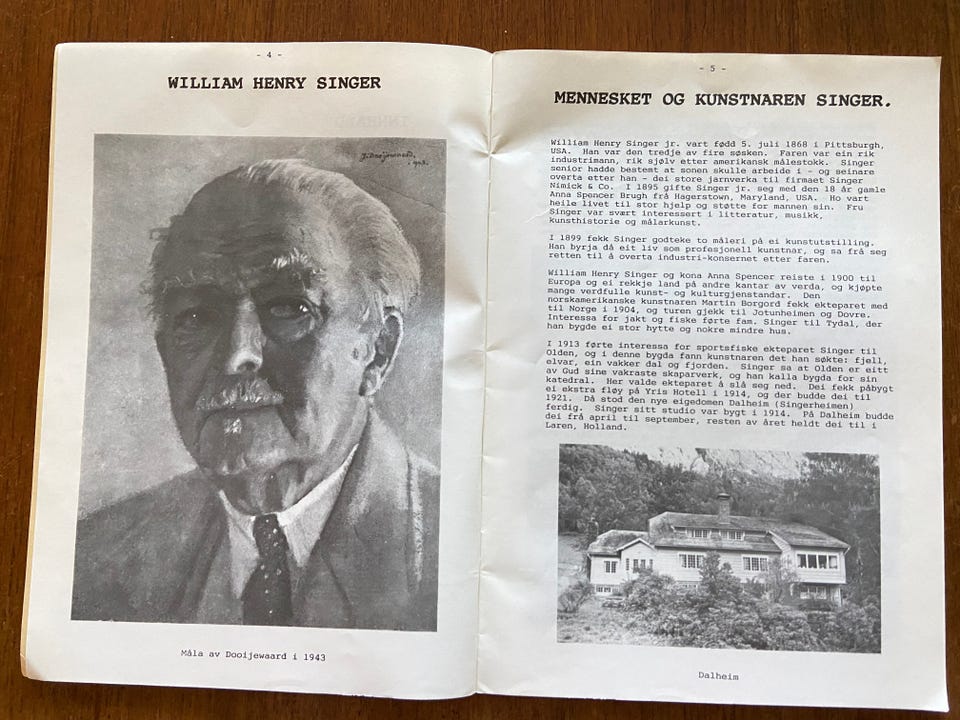 - 4 -
WILLIAM HENRY SINGER
Måla av Dooijewaard i 1943
- 5 -
MENNESKET OG KUNSTNAREN SINGER.
William Henry Singer jr. vart fødd 5. juli 1868 i Pittsburgh,
USA. Han var den tredje av fire søsken. Faren var ein rik
industrimann, rik sjølv etter amerikansk målestokk. Singer
senior hadde bestemt at sonen skulle arbeide i - og seinare
overta etter han - dei store jarnverka til firmaet Singer
Nimick & Co. I 1895 gifte Singer jr. seg med den 18 år gamle
Anna Spencer Brugh frå Hagerstown, Maryland, USA. Ho vart
heile livet til stor hjelp og støtte for mannen sin. Fru
Singer var svært interessert i litteratur, musikk,
kunsthistorie og målarkunst.
I 1899 fekk Singer godteke to måleri på ei kunstutstilling.
Han byrja då eit liv som profesjonell kunstnar, og sa frå seg
retten til å overta industri-konsernet etter faren.
William Henry Singer og kona Anna Spencer reiste i 1900 til
Europa og ei rekkje land på andre kantar av verda, og kjøpte
mange verdfulle kunst- og kulturgjenstandar. Den
norskamerikanske kunstnaren Martin Borgord fekk ekteparet med
til Norge i 1904, og turen gjekk til Jotunheimen og Dovre.
Interessa for jakt og fiske førte fam. Singer til Tydal, der
han bygde ei stor hytte og nokre mindre hus.
I 1913 førte interessa for sportsfiske ekteparet Singer til
Olden, og i denne bygda fann kunstnaren det han søkte: fjell,
elvar, ein vakker dal og fjorden. Singer sa at Olden er eitt
av Gud sine vakraste skaparverk, og han kalla bygda for sin
katedral. Her valde ekteparet å slå seg ned. Dei fekk påbygt
ei ekstra fløy på Yris Hotell i 1914, og der budde dei til
1921. Då stod den nye eigedomen Dalheim (Singerheimen)
ferdig. Singer sitt studio var bygt i 1914. På Dalheim budde
dei frå april til september, resten av året heldt dei til i
Laren, Holland.
Dalheim